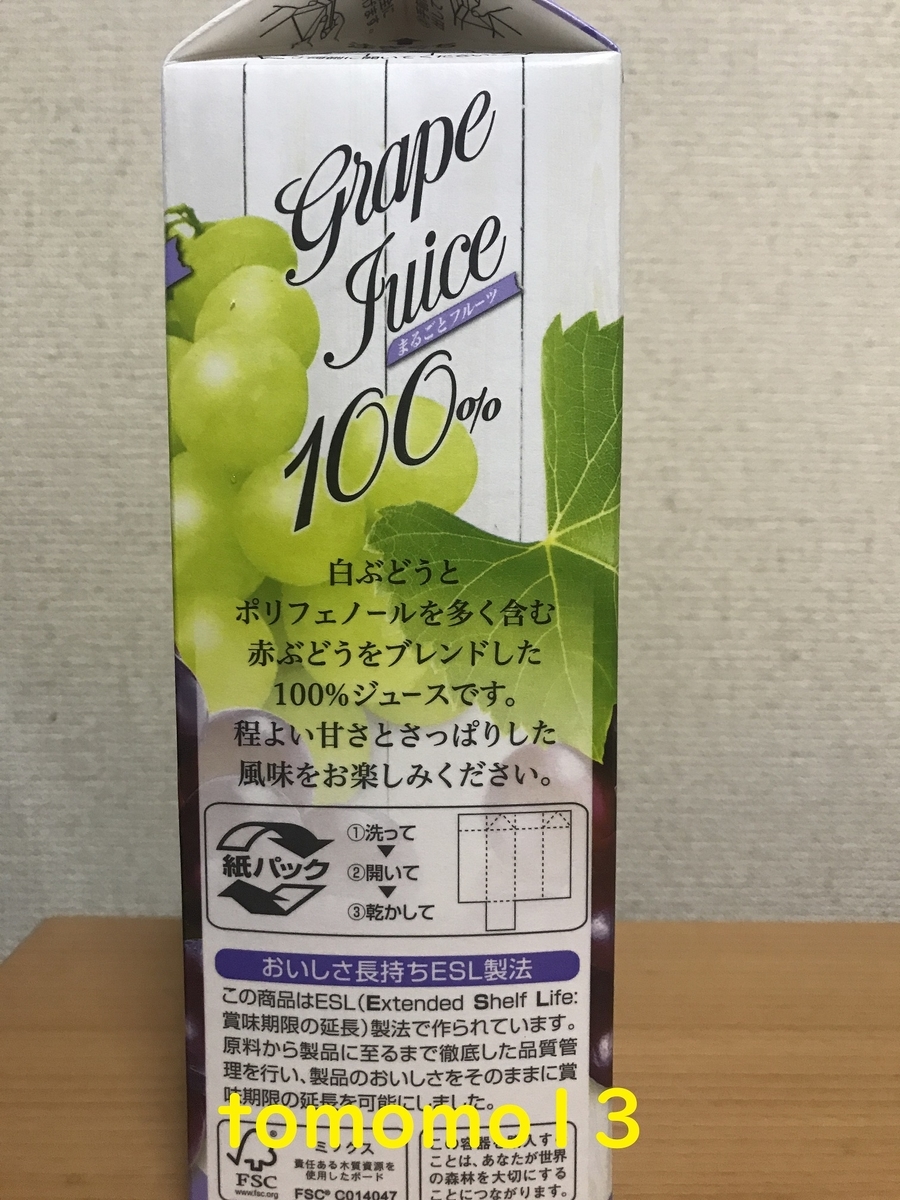 Grape
Juice
まるごとフルーツ
100%
白ぶどうと
ポリフェノールを多く含む
赤ぶどうをブレンドした
100%ジュースです。
程よい甘さとさっぱりした
風味をお楽しみください。
紙パック
①洗って
②開いて
③乾かして
おいしさ長持ちESL製法
この商品はESL(Extended Shelf Life:
賞味期限の延長)製法で作られています。
原料から製品に至るまで徹底した品質管
理を行い、製品のおいしさをそのままに賞
味期限の延長を可能にしました。
tomomo13
ミックス
責任ある木質資源を
使用したボード
FSC® C014047
FSC
www.fsc.org
ことは、あなたが世界
の森林を大切にする
ことにつながります。